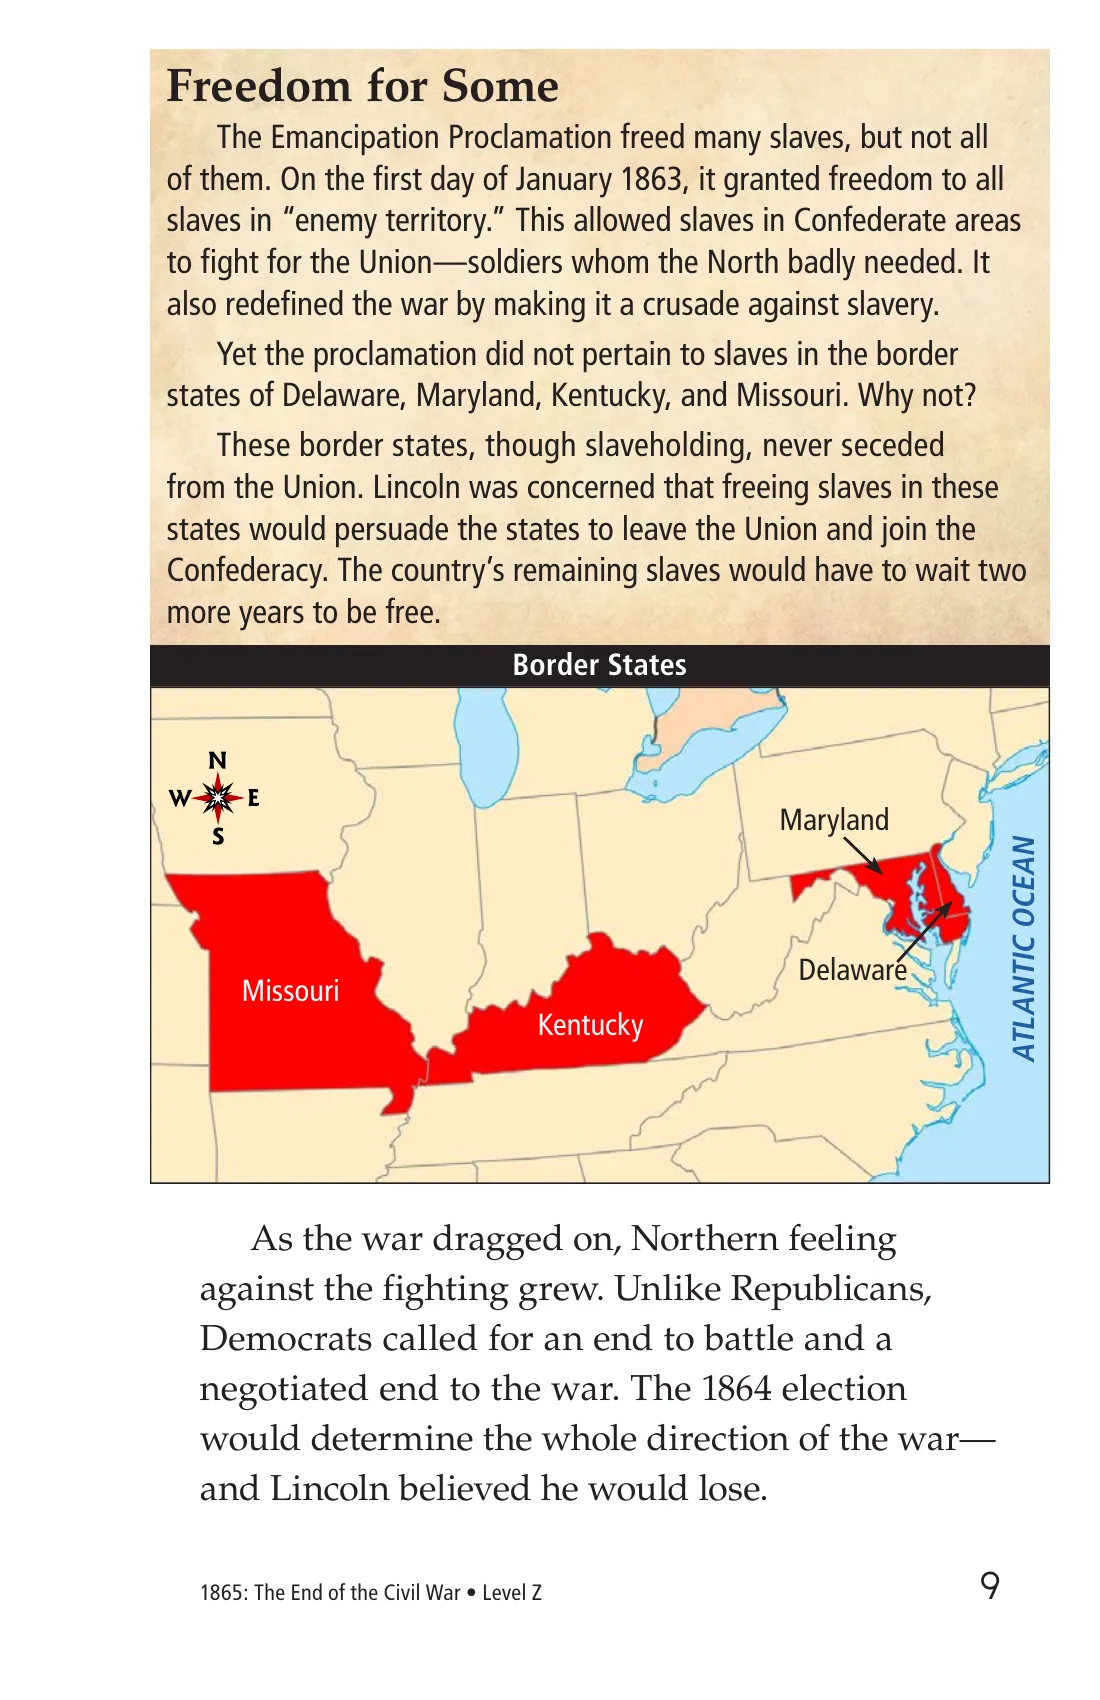 Freedom for Some
The Emancipation Proclamation freed many slaves, but not all
of them. On the first day of January 1863, it granted freedom to all
slaves in “enemy territory.” This allowed slaves in Confederate areas
to fight for the Union—soldiers whom the North badly needed. It
also redefined the war by making it a crusade against slavery.
Yet the proclamation did not pertain to slaves in the border
states of Delaware, Maryland, Kentucky, and Missouri. Why not?
These border states, though slaveholding, never seceded
from the Union. Lincoln was concerned that freeing slaves in these
states would persuade the states to leave the Union and join the
Confederacy. The country’s remaining slaves would have to wait two
more years to be free.
Border States
N
W E
S
Maryland
Delaware
Missouri
Kentucky
ATLANTIC OCEAN
As the war dragged on, Northern feeling
against the fighting grew. Unlike Republicans,
Democrats called for an end to battle and a
negotiated end to the war. The 1864 election
would determine the whole direction of the war—
and Lincoln believed he would lose.
1865: The End of the Civil War • Level Z
9